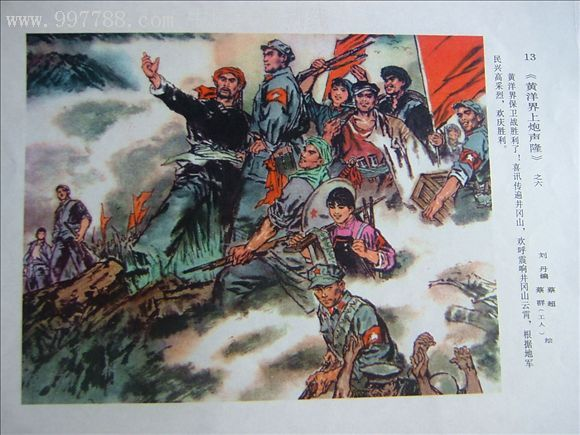 www.997788.com
13 《黄洋界上炮声隆》之六
刘丹编
蔡超
蔡群(工人)
绘
黄洋界保卫战胜利了！喜讯传遍井冈山，欢呼震响井冈山云霄，根据地军
民兴高采烈，欢庆胜利。